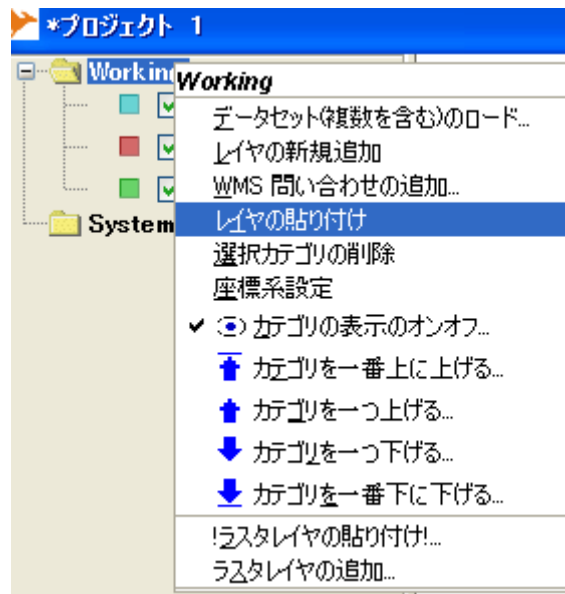 *プロジェクト 1
Working
Working
データセット(複数を含む)のロード...
レイヤの新規追加
WMS 問い合わせの追加...
レイヤの貼り付け
System
選択カテゴリの削除
座標系設定
カテゴリの表示のオンオフ...
カテゴリを一番上に上げる...
カテゴリを一つ上げる...
カテゴリを一つ下げる...
カテゴリを一番下に下げる...
!ラスタレイヤの貼り付け!...
ラスタレイヤの追加...